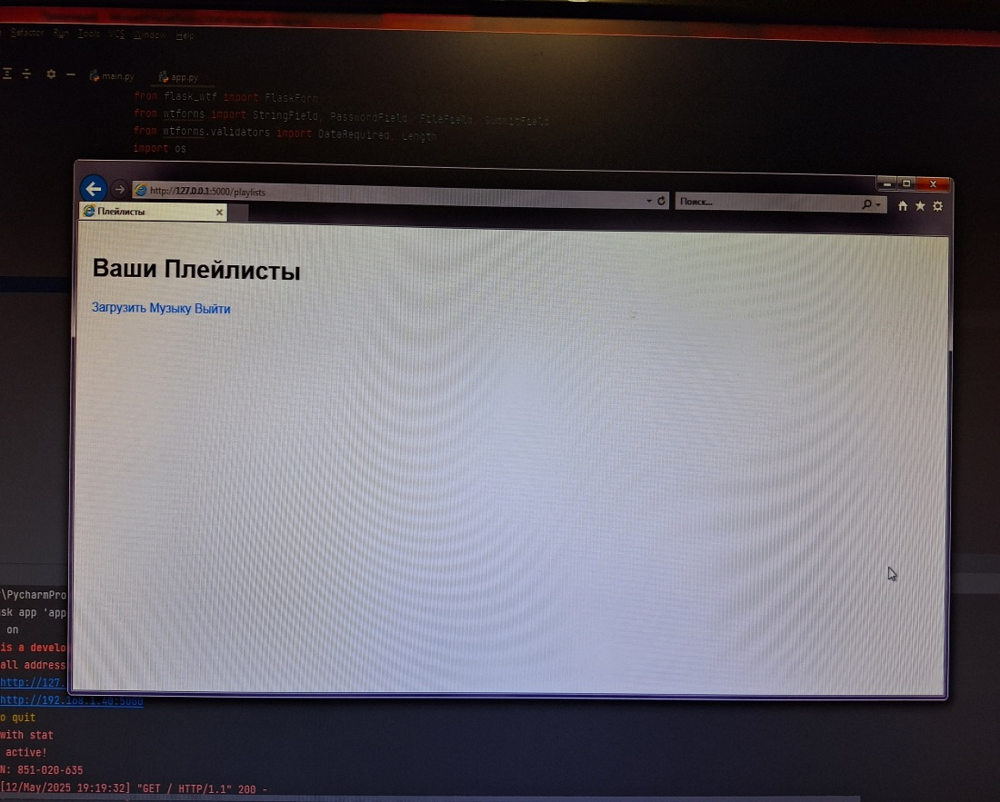 Refactor Run Tools VCS Window Help
main.py app.py
from flask_wtf import FlaskForm
from wtforms import StringField, PasswordField, FileField, SubmitField
from wtforms.validators import DataRequired, Length
import os
http://127.0.0.1:5000/playlists
Поиск...
Плейлисты
Ваши Плейлисты
Загрузить Музыку Выйти
\PycharmPro
sk app 'app
on
is a develo
all address
http://127.
http://192.168.1.40:5000
o quit
with stat
active!
N: 851-020-635
[12/May/2025 19:19:32] "GET / HTTP/1.1" 200 -